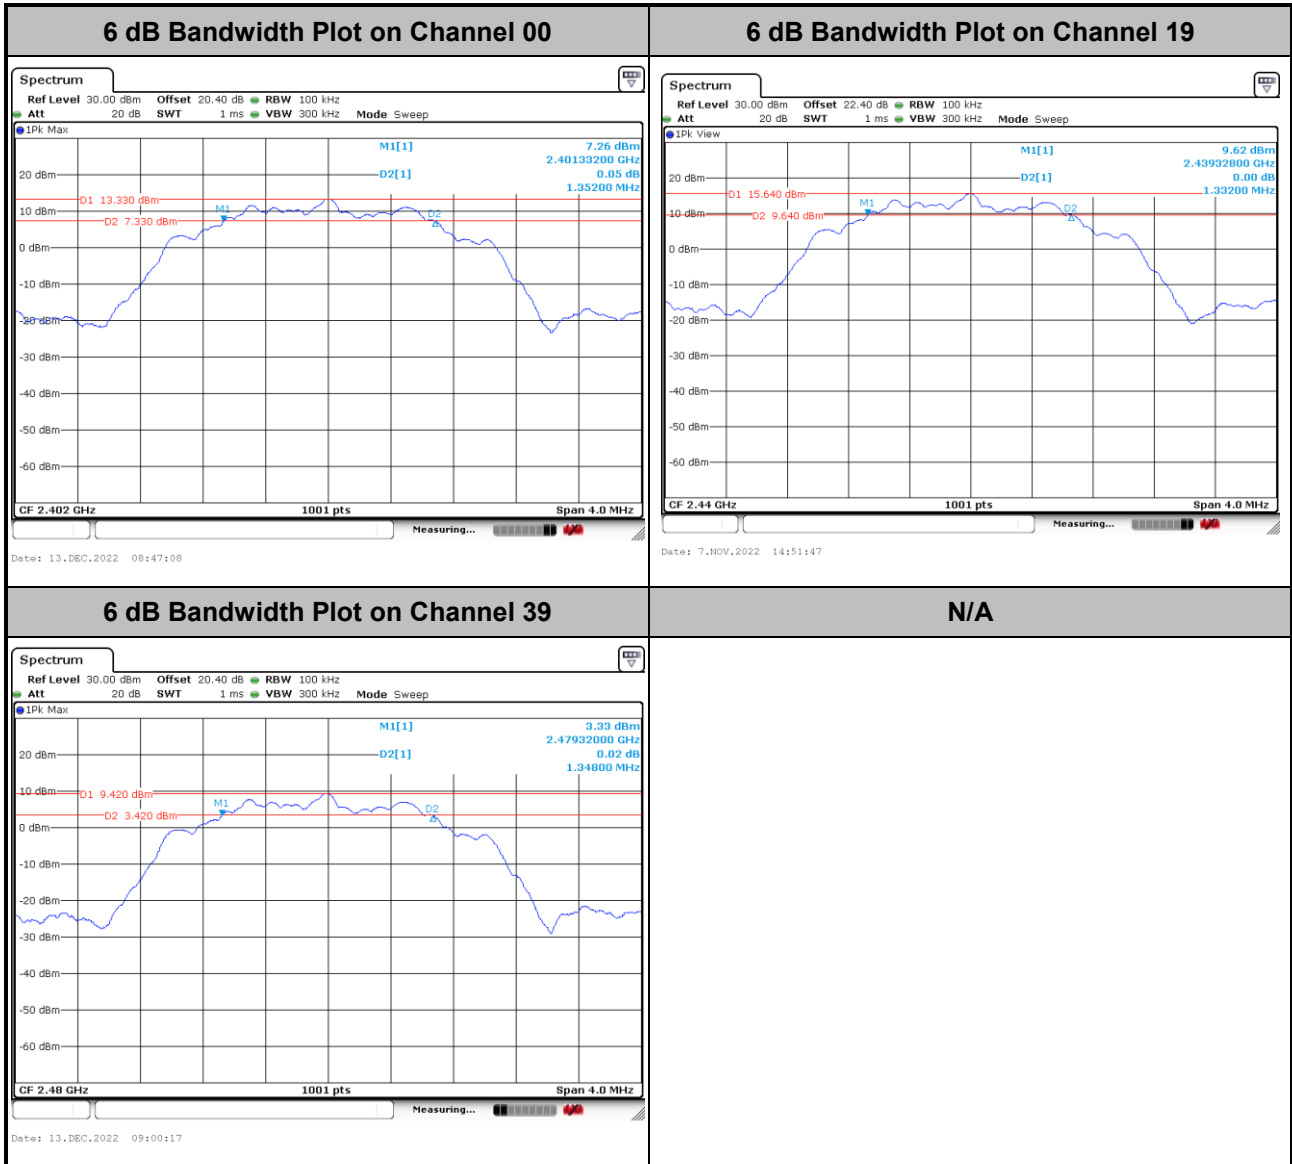 6 dB Bandwidth Plot on Channel 00
6 dB Bandwidth Plot on Channel 19
Spectrum
Ref Level 30.00 dBm Offset 20.40 dB RBW 100 kHz
Att 20 dB SWT 1 ms VBW 300 kHz Mode Sweep
1Pk Max
M1[1] 7.26 dBm
2.40133200 GHz
D2[1] 0.05 dB
1.35200 MHz
20 dBm
D1 13.330 dBm
10 dBm
M1
D2
D2 7.330 dBm
0 dBm
-10 dBm
-20 dBm
-30 dBm
-40 dBm
-50 dBm
-60 dBm
CF 2.402 GHz 1001 pts Span 4.0 MHz
Measuring...
Date: 13.DEC.2022 08:47:08
Spectrum
Ref Level 30.00 dBm Offset 22.40 dB RBW 100 kHz
Att 20 dB SWT 1 ms VBW 300 kHz Mode Sweep
1Pk View
M1[1] 9.62 dBm
2.43932800 GHz
D2[1] 0.00 dB
1.33200 MHz
20 dBm
D1 15.640 dBm
M1
D2
10 dBm
D2 9.640 dBm
0 dBm
-10 dBm
-20 dBm
-30 dBm
-40 dBm
-50 dBm
-60 dBm
CF 2.44 GHz 1001 pts Span 4.0 MHz
Measuring...
Date: 7.NOV.2022 14:51:47
6 dB Bandwidth Plot on Channel 39
N/A
Spectrum
Ref Level 30.00 dBm Offset 20.40 dB RBW 100 kHz
Att 20 dB SWT 1 ms VBW 300 kHz Mode Sweep
1Pk Max
M1[1] 3.33 dBm
2.47932000 GHz
D2[1] 0.02 dB
1.34800 MHz
20 dBm
10 dBm
D1 9.420 dBm
M1
D2
D2 3.420 dBm
0 dBm
-10 dBm
-20 dBm
-30 dBm
-40 dBm
-50 dBm
-60 dBm
CF 2.48 GHz 1001 pts Span 4.0 MHz
Measuring...
Date: 13.DEC.2022 09:00:17